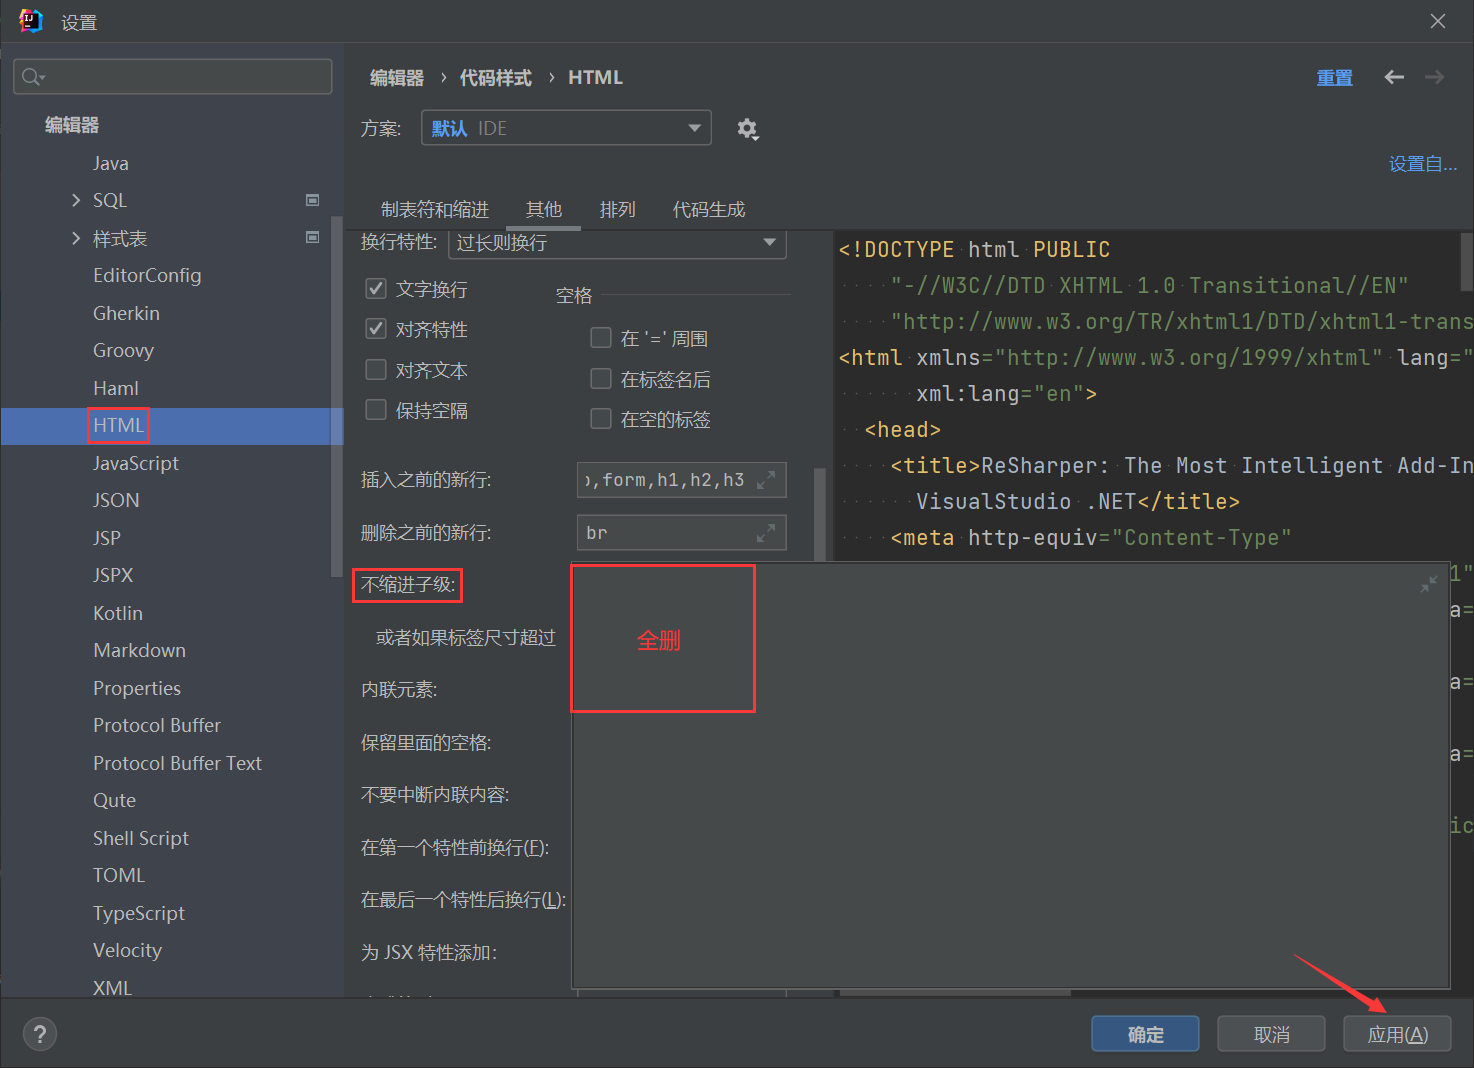 设置
编辑器 › 代码样式 › HTML
重置
方案:
默认 IDE
设置自...
编辑器
Java
SQL
样式表
EditorConfig
Gherkin
Groovy
Haml
HTML
JavaScript
JSON
JSP
JSPX
Kotlin
Markdown
Properties
Protocol Buffer
Protocol Buffer Text
Qute
Shell Script
TOML
TypeScript
Velocity
XML
制表符和缩进
其他
排列
代码生成
换行特性:
过长则换行
文字换行
对齐特性
对齐文本
保持空隔
空格
在 '=' 周围
在标签名后
在空的标签
插入之前的新行:
,form,h1,h2,h3
删除之前的新行:
br
不缩进子级:
全删
或者如果标签尺寸超过
内联元素:
保留里面的空格:
不要中断内联内容:
在第一个特性前换行(F):
在最后一个特性后换行(L):
为 JSX 特性添加:
<!DOCTYPE html PUBLIC
"-//W3C//DTD XHTML 1.0 Transitional//EN"
"http://www.w3.org/TR/xhtml1/DTD/xhtml1-trans
<html xmlns="http://www.w3.org/1999/xhtml" lang="
xml:lang="en">
<head>
<title>ReSharper: The Most Intelligent Add-In
VisualStudio .NET</title>
<meta http-equiv="Content-Type"
1"
a=
a=
a=
ic
?
确定
取消
应用(A)